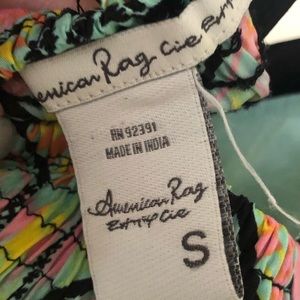 American Rag Cie
RN 92391
MADE IN INDIA
American Rag
Cie
S